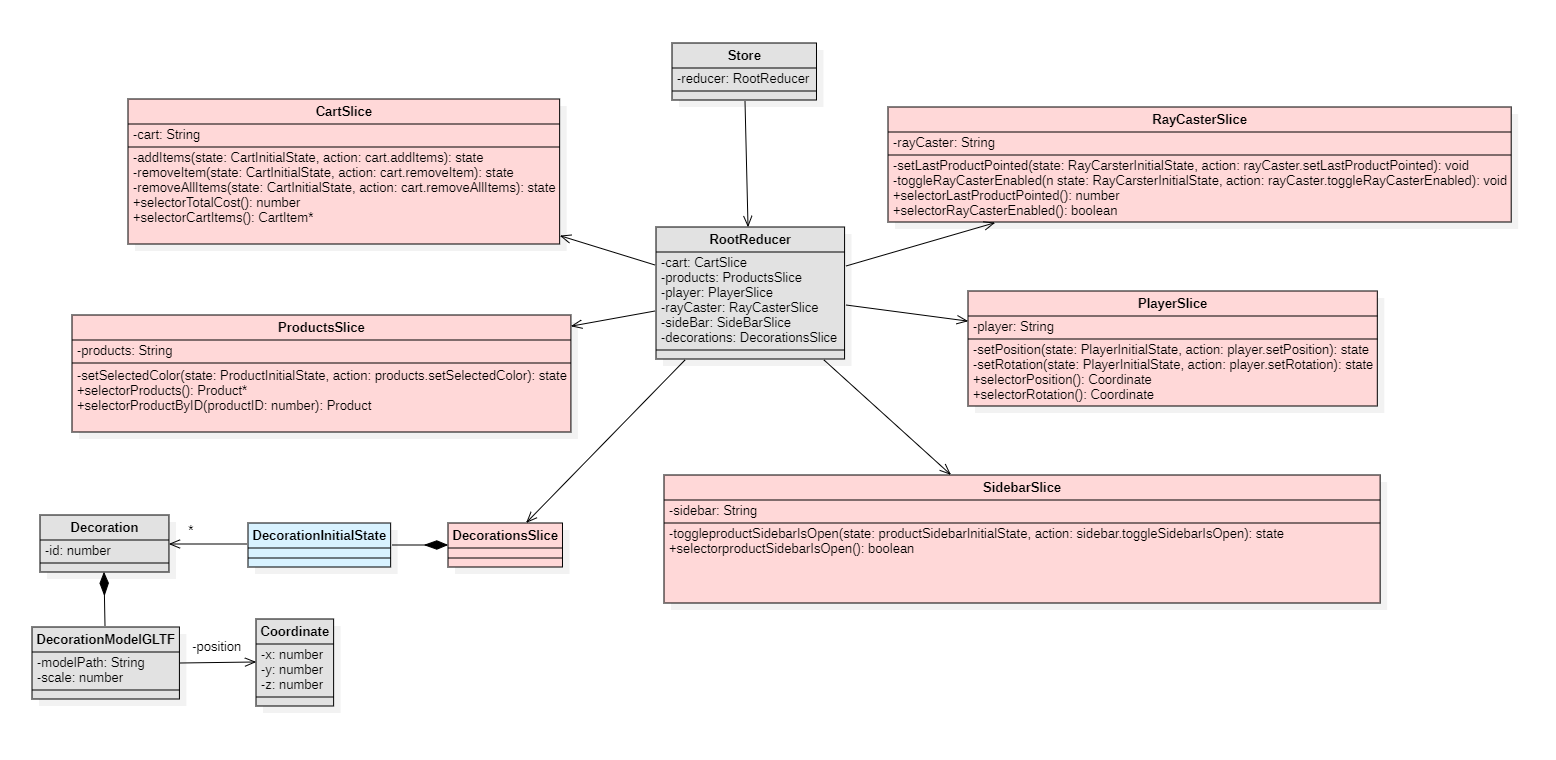 Store
-reducer: RootReducer
CartSlice
-cart: String
-addItems(state: CartInitialState, action: cart.addItems): state
-removeItem(state: CartInitialState, action: cart.removeItem): state
-removeAllItems(state: CartInitialState, action: cart.removeAllItems): state
+selectorTotalCost(): number
+selectorCartItems(): CartItem*
RayCasterSlice
-rayCaster: String
-setLastProductPointed(state: RayCarsterInitialState, action: rayCaster.setLastProductPointed): void
-toggleRayCasterEnabled(n state: RayCarsterInitialState, action: rayCaster.toggleRayCasterEnabled): void
+selectorLastProductPointed(): number
+selectorRayCasterEnabled(): boolean
RootReducer
-cart: CartSlice
-products: ProductsSlice
-player: PlayerSlice
-rayCaster: RayCasterSlice
-sideBar: SideBarSlice
-decorations: DecorationsSlice
ProductsSlice
-products: String
-setSelectedColor(state: ProductInitialState, action: products.setSelectedColor): state
+selectorProducts(): Product*
+selectorProductByID(productID: number): Product
PlayerSlice
-player: String
-setPosition(state: PlayerInitialState, action: player.setPosition): state
-setRotation(state: PlayerInitialState, action: player.setRotation): state
+selectorPosition(): Coordinate
+selectorRotation(): Coordinate
SidebarSlice
-sidebar: String
-toggleproductSidebarIsOpen(state: productSidebarInitialState, action: sidebar.toggleSidebarIsOpen): state
+selectorproductSidebarIsOpen(): boolean
Decoration
-id: number
*
DecorationInitialState
DecorationsSlice
DecorationModelGLTF
-modelPath: String
-scale: number
-position
Coordinate
-x: number
-y: number
-z: number